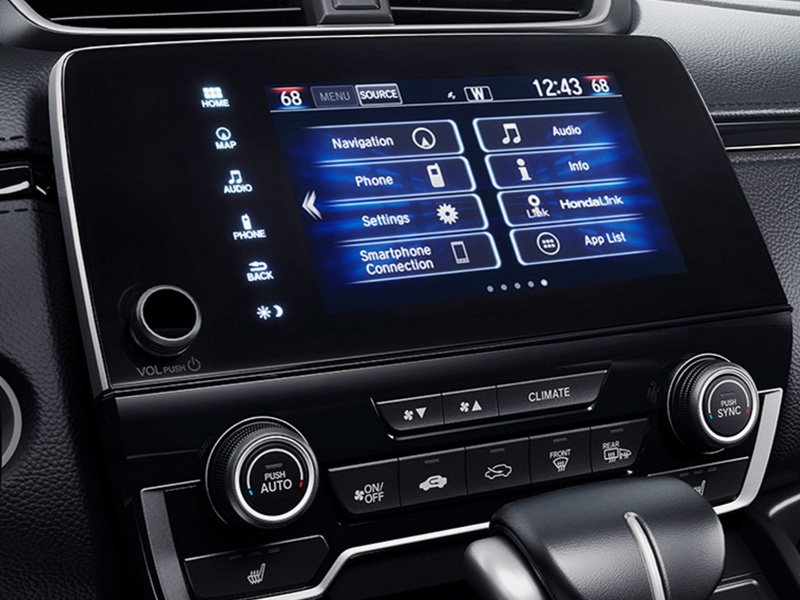 68 MENU SOURCE W 12:43 68
HOME
MAP
AUDIO
PHONE
BACK
Navigation
Audio
Phone
i Info
Settings
Link HondaLink
Smartphone
Connection
App List
VOL PUSH
CLIMATE
PUSH
AUTO
ON/
OFF
FRONT
REAR
PUSH
SYNC